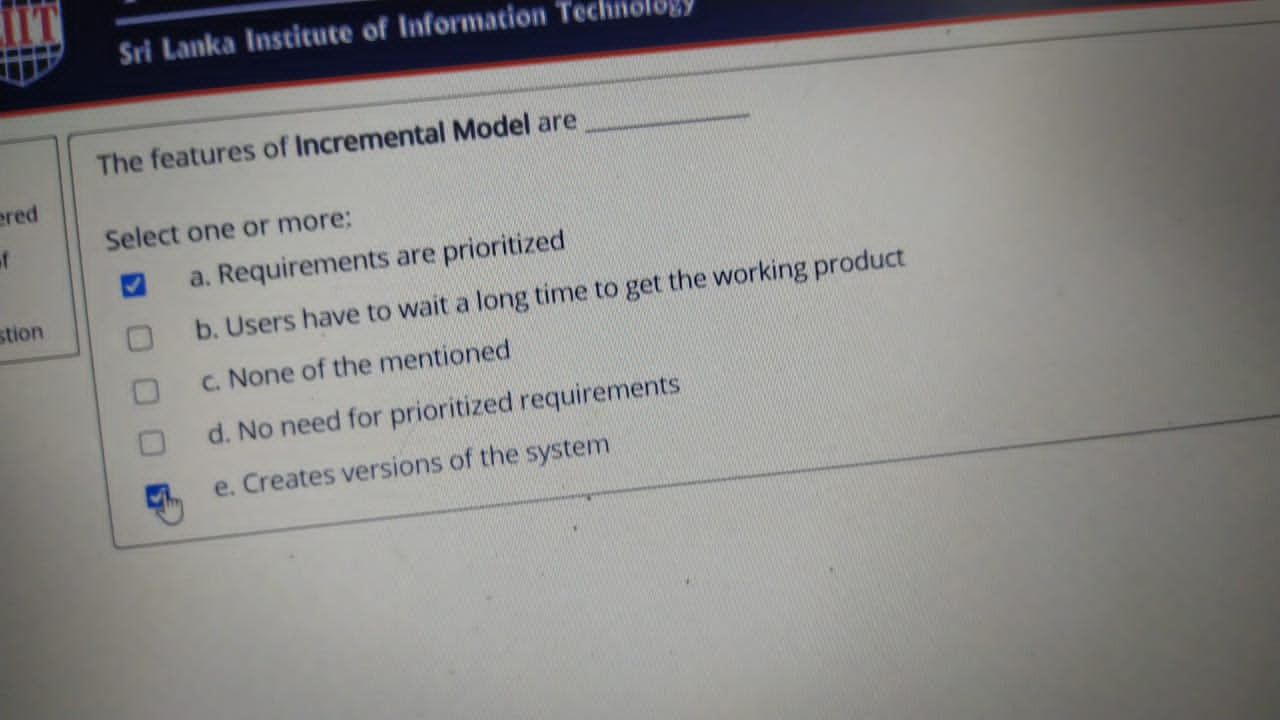 IIT
Sri Lanka Institute of Information Technology
ered
of
stion
The features of Incremental Model are ____________
Select one or more:
a. Requirements are prioritized
b. Users have to wait a long time to get the working product
c. None of the mentioned
d. No need for prioritized requirements
e. Creates versions of the system